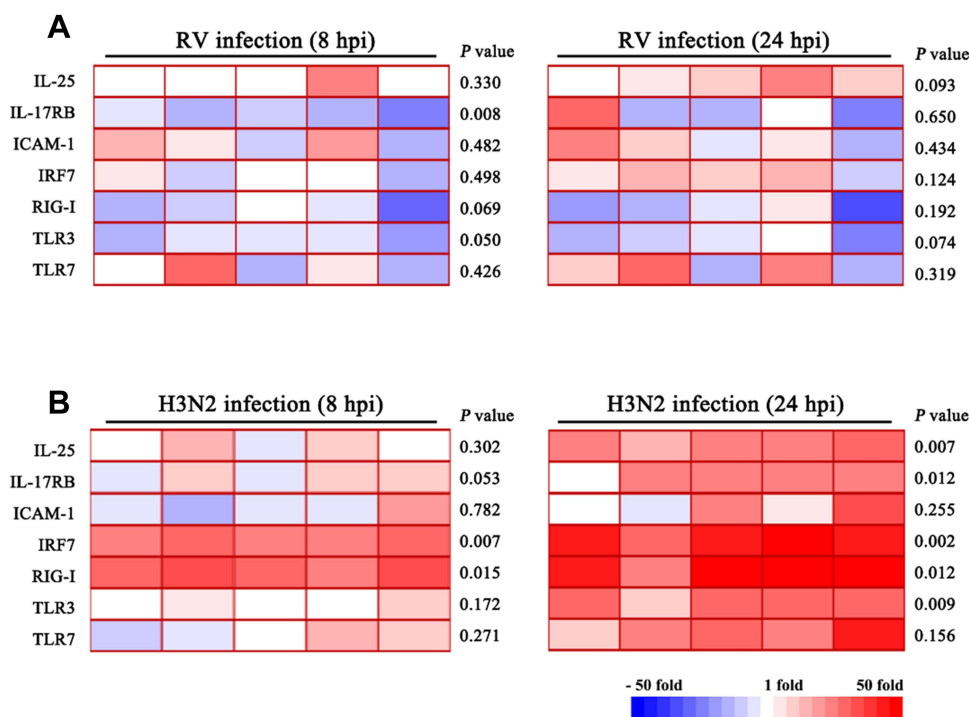 A
RV infection (8 hpi) P value RV infection (24 hpi) P value
IL-25 0.330 0.093
IL-17RB 0.008 0.650
ICAM-1 0.482 0.434
IRF7 0.498 0.124
RIG-I 0.069 0.192
TLR3 0.050 0.074
TLR7 0.426 0.319
B
H3N2 infection (8 hpi) P value H3N2 infection (24 hpi) P value
IL-25 0.302 0.007
IL-17RB 0.053 0.012
ICAM-1 0.782 0.255
IRF7 0.007 0.002
RIG-I 0.015 0.012
TLR3 0.172 0.009
TLR7 0.271 0.156
- 50 fold 1 fold 50 fold